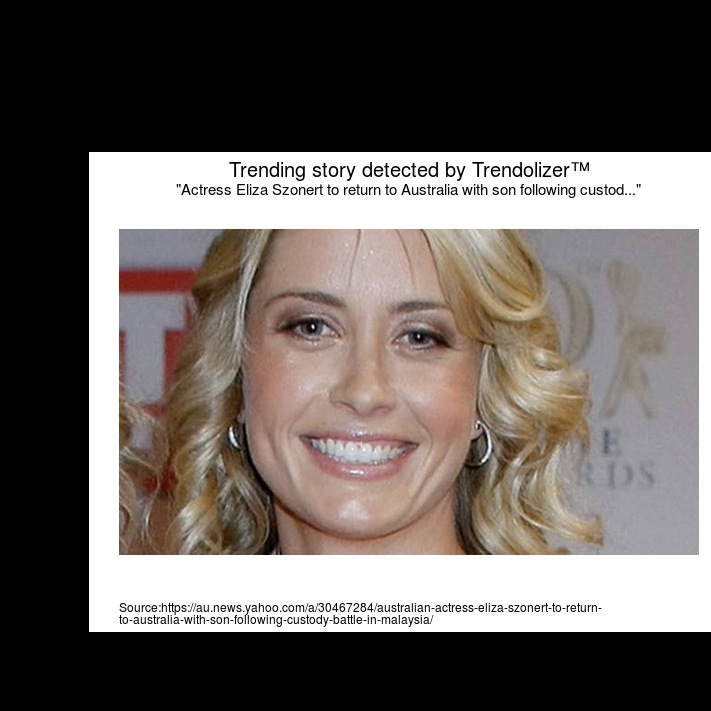 Trending story detected by Trendolizer™
"Actress Eliza Szonert to return to Australia with son following custod..."
Source:https://au.news.yahoo.com/a/30467284/australian-actress-eliza-szonert-to-return-
to-australia-with-son-following-custody-battle-in-malaysia/